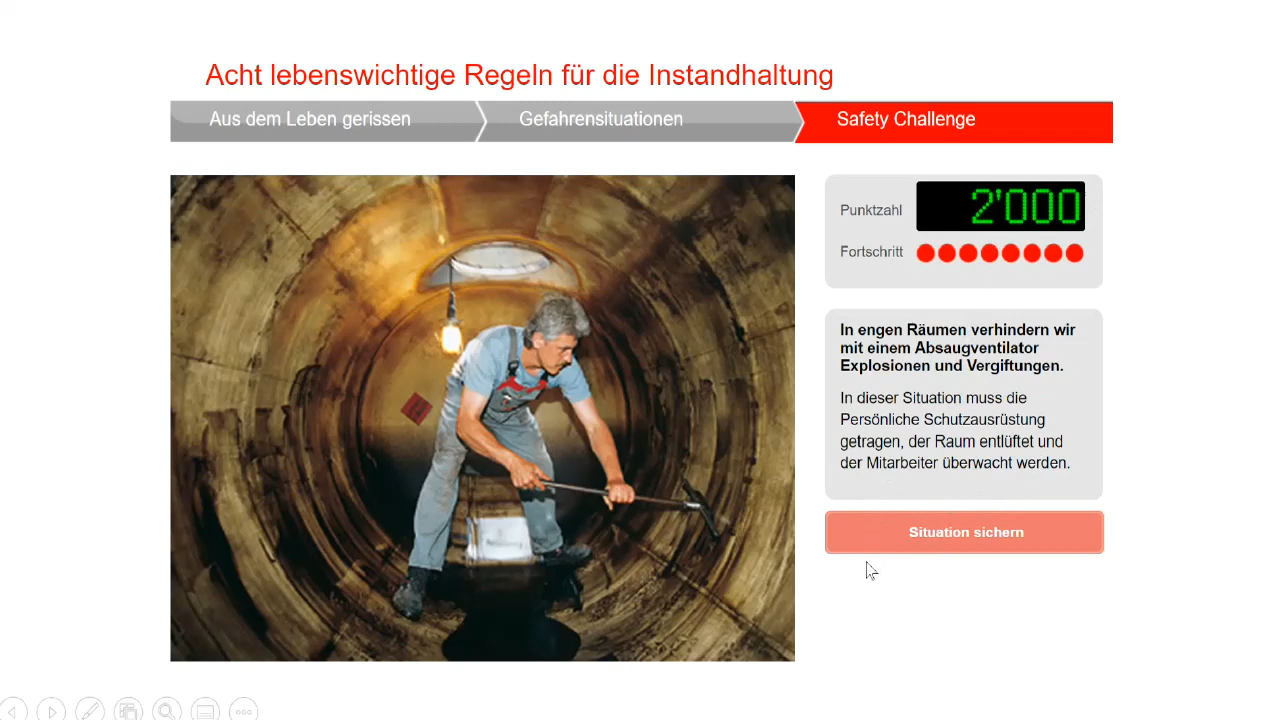 Acht lebenswichtige Regeln für die Instandhaltung
Aus dem Leben gerissen
Gefahrensituationen
Safety Challenge
Punktzahl
2'000
Fortschritt
In engen Räumen verhindern wir
mit einem Absaugventilator
Explosionen und Vergiftungen.
In dieser Situation muss die
Persönliche Schutzausrüstung
getragen, der Raum entlüftet und
der Mitarbeiter überwacht werden.
Situation sichern